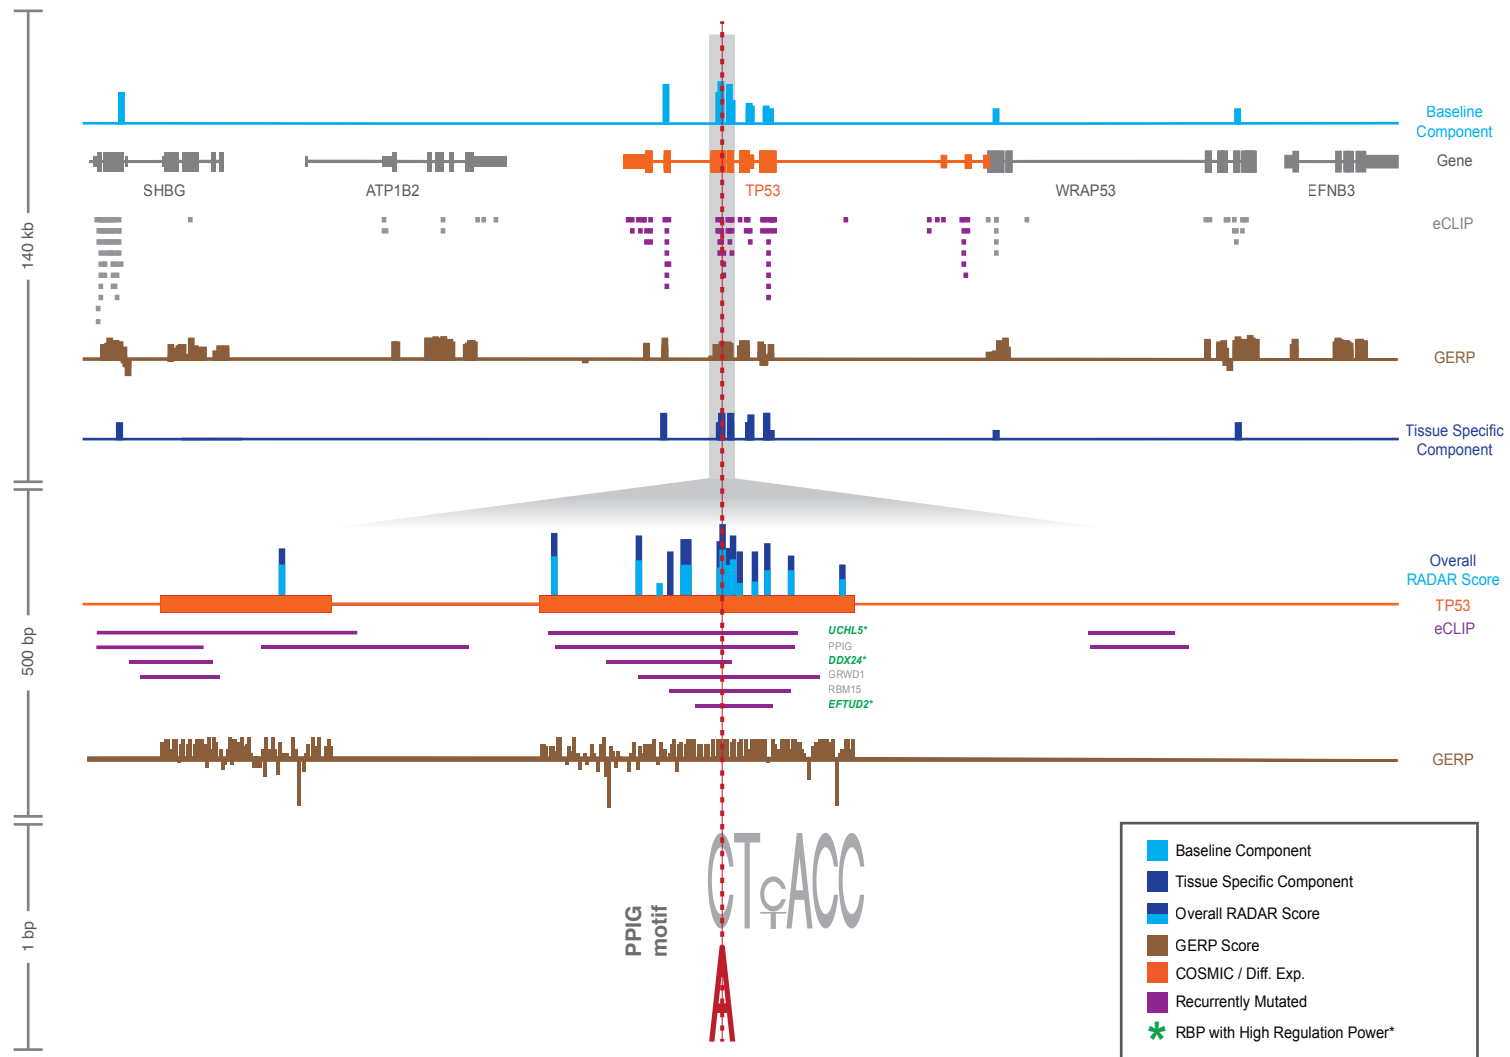 Baseline
Component
Gene
SHBG
ATP1B2
TP53
WRAP53
EFNB3
eCLIP
140 kb
GERP
Tissue Specific
Component
Overall
RADAR Score
TP53
eCLIP
500 bp
UCHL5*
PPIG
DDX24*
GRWD1
RBM15
EFTUD2*
GERP
CTCACC
T
PPIG
motif
1 bp
A
Baseline Component
Tissue Specific Component
Overall RADAR Score
GERP Score
COSMIC / Diff. Exp.
Recurrently Mutated
* RBP with High Regulation Power*